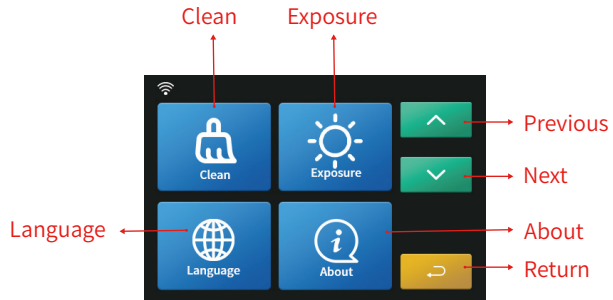 Clean
Exposure
Clean
Exposure
Previous
Next
Language
Language
About
About
Return